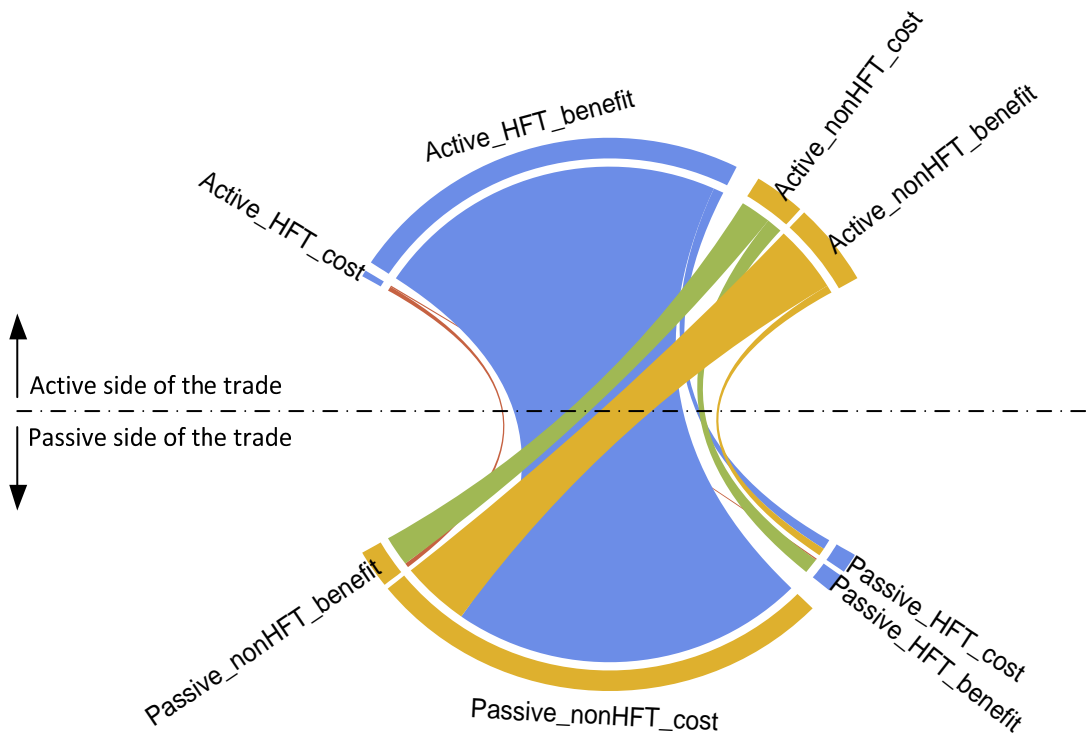 Active_nonHFT_cost
Active_HFT_benefit
Active_nonHFT_benefit
Active_HFT_cost
Active side of the trade
Passive side of the trade
Passive_nonHFT_benefit
Passive_HFT_cost
Passive_HFT_benefit
Passive_nonHFT_cost